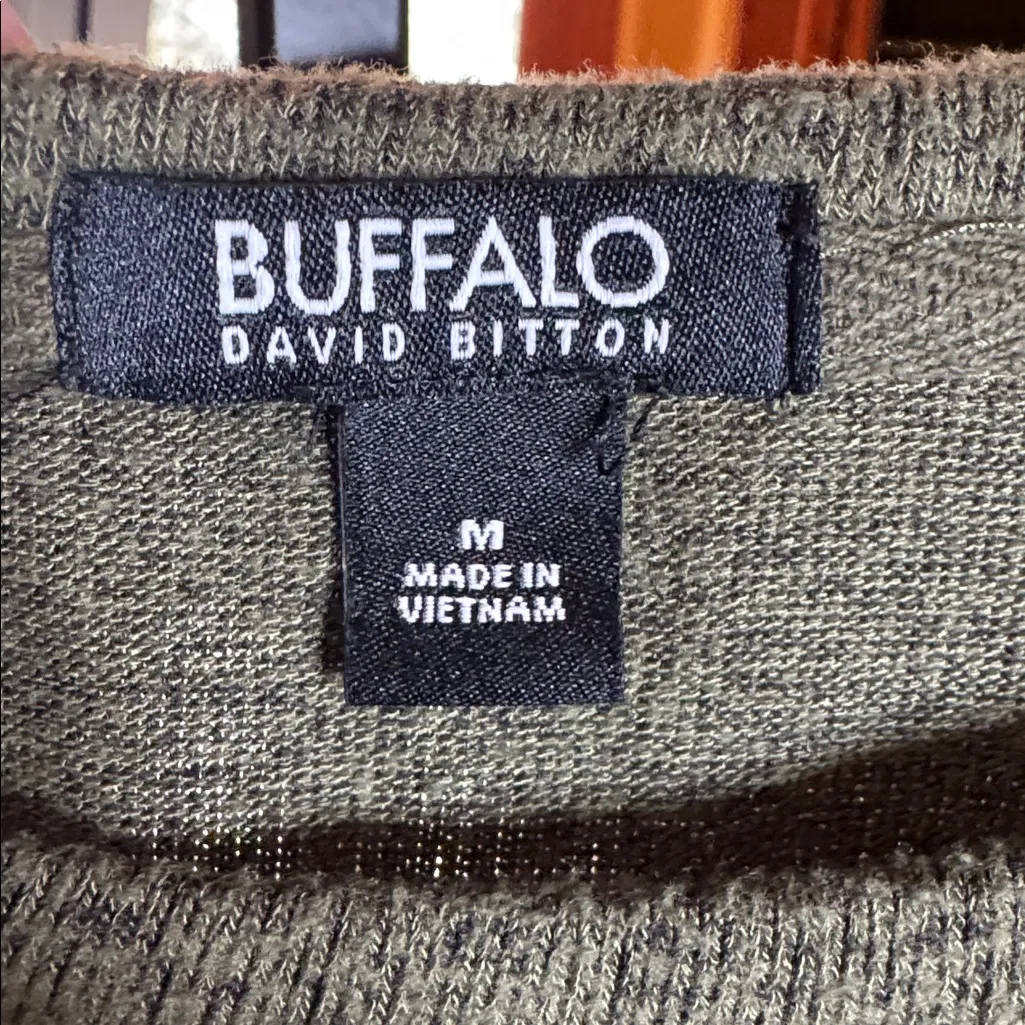 BUFFALO
DAVID BITTON
M
MADE IN
VIETNAM